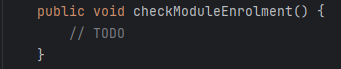 public void checkModuleEnrolment() {
    // TODO
}